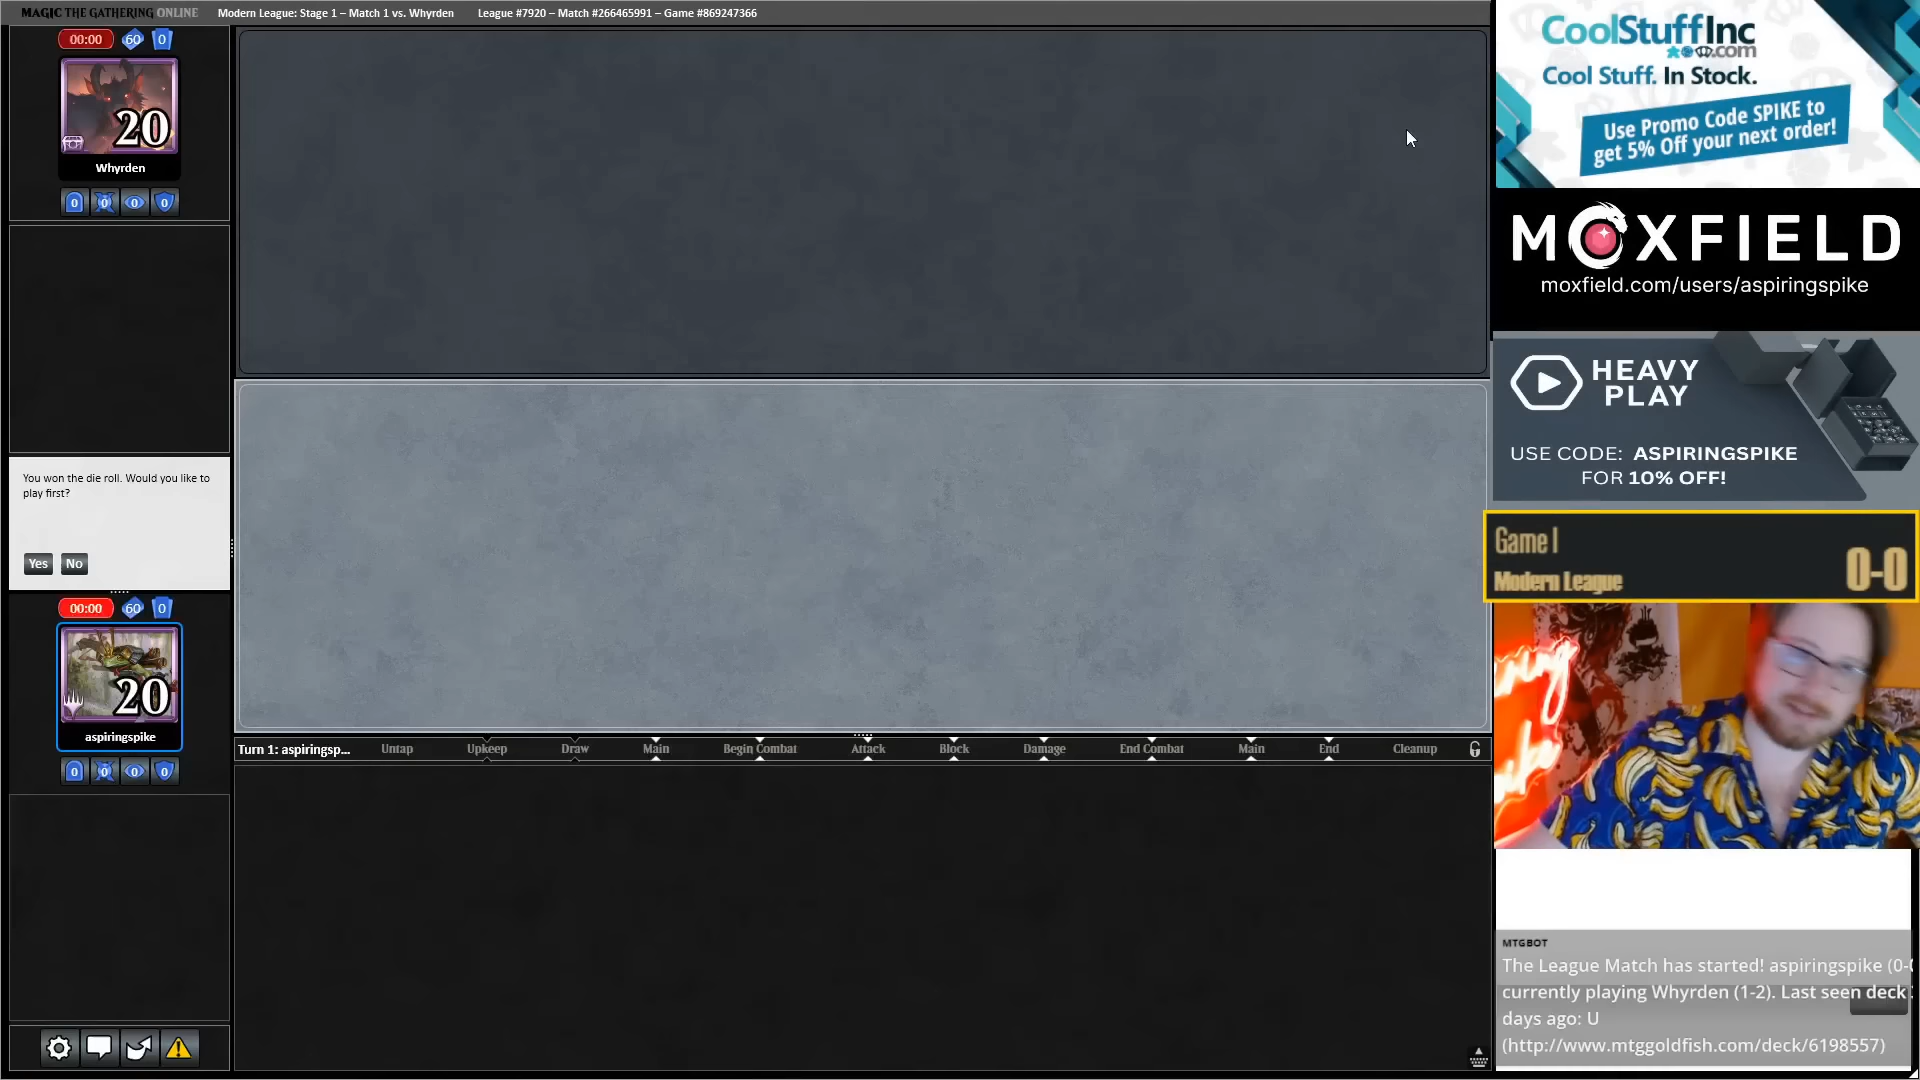 MAGIC THE GATHERING ONLINE
Modern League: Stage 1 – Match 1 vs. Whyrden
League #7920 – Match #266465991 – Game #869247366
00:00 60 0
20
Whyrden
0 0 0 0
You won the die roll. Would you like to
play first?
Yes No
00:00 60 0
20
aspiringspike
0 0 0 0
Turn 1: aspiringsp... Untap Upkeep Draw Main Begin Combat Attack Block Damage End Combat Main End Cleanup
CoolStuffInc
.com
Cool Stuff. In Stock.
Use Promo Code SPIKE to
get 5% Off your next order!
MOXFIELD
moxfield.com/users/aspiringspike
HEAVY
PLAY
USE CODE: ASPIRINGSPIKE
FOR 10% OFF!
Game 1
Modern League
0-0
MTGBOT
The League Match has started! aspiringspike (0-
currently playing Whyrden (1-2). Last seen deck
days ago: U
(http://www.mtggoldfish.com/deck/6198557)